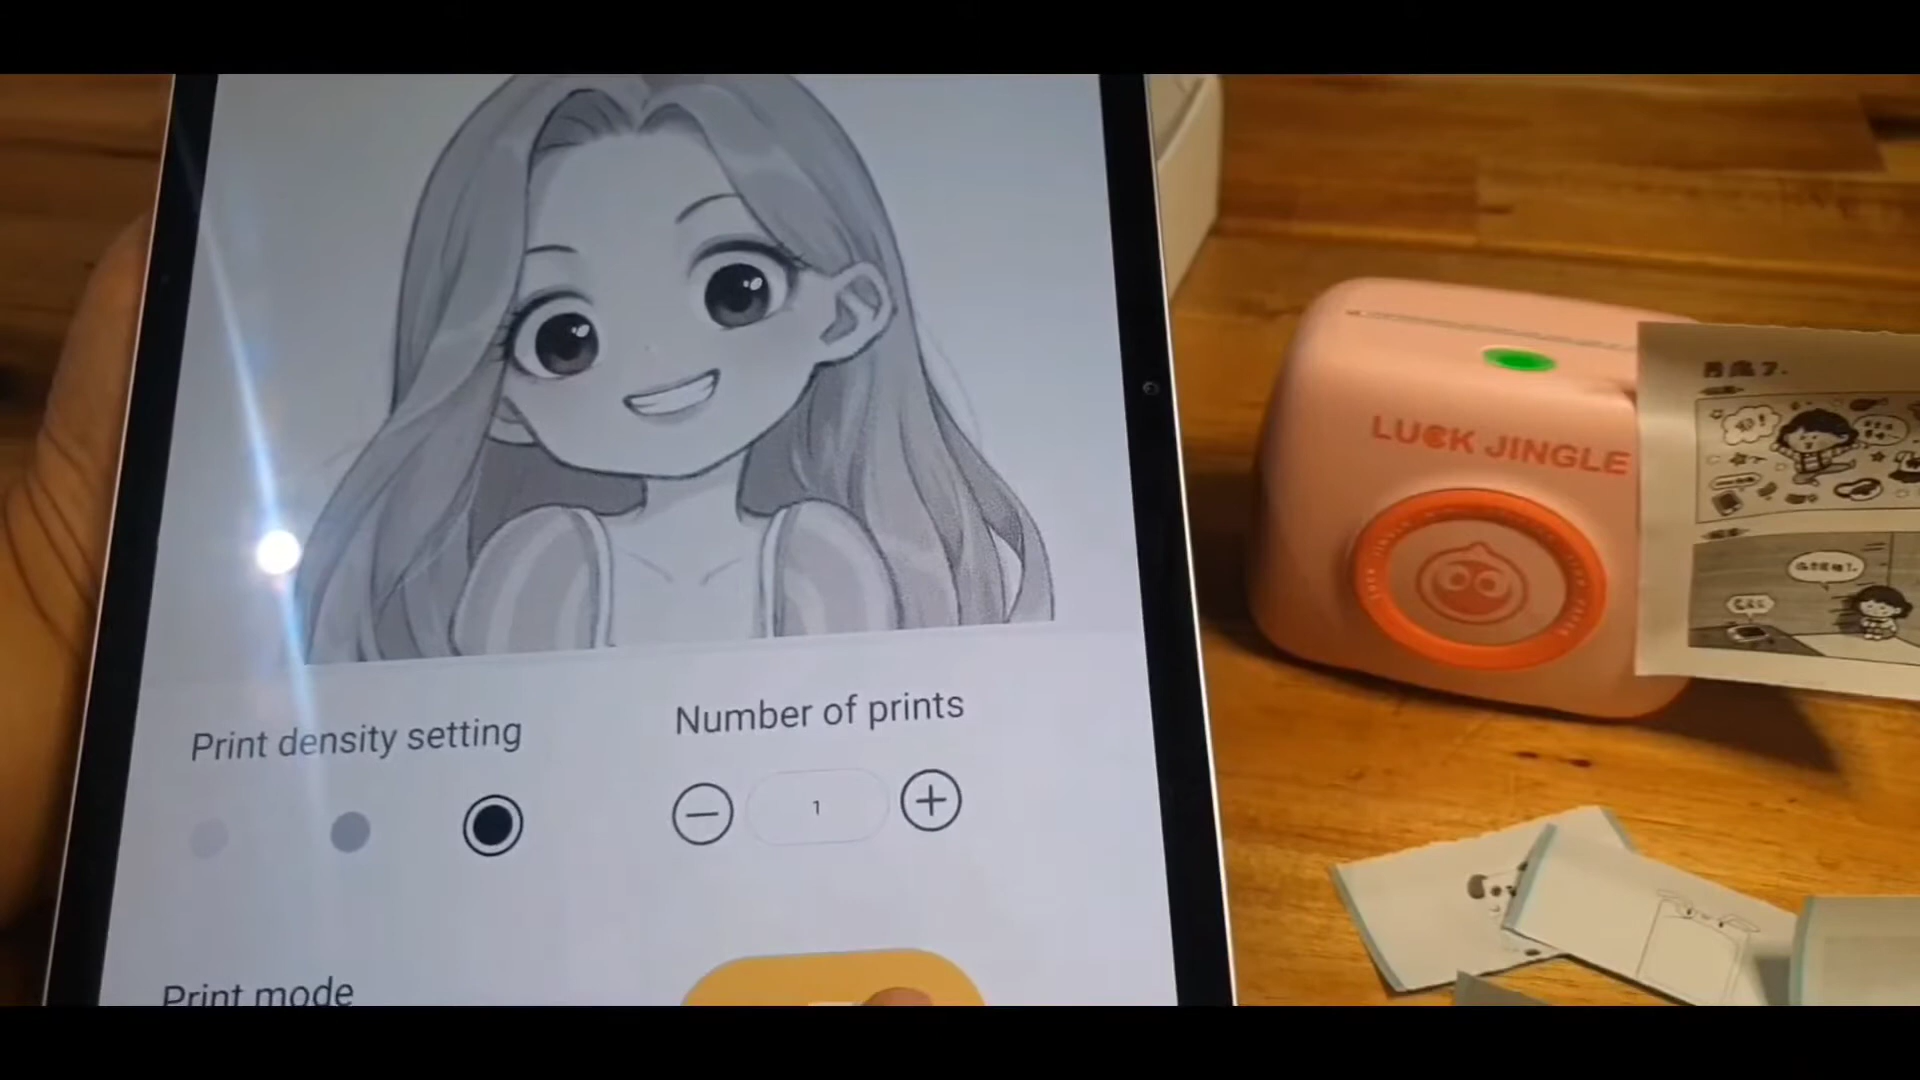 Print density setting
Number of prints
1
Print mode
LUCK JINGLE